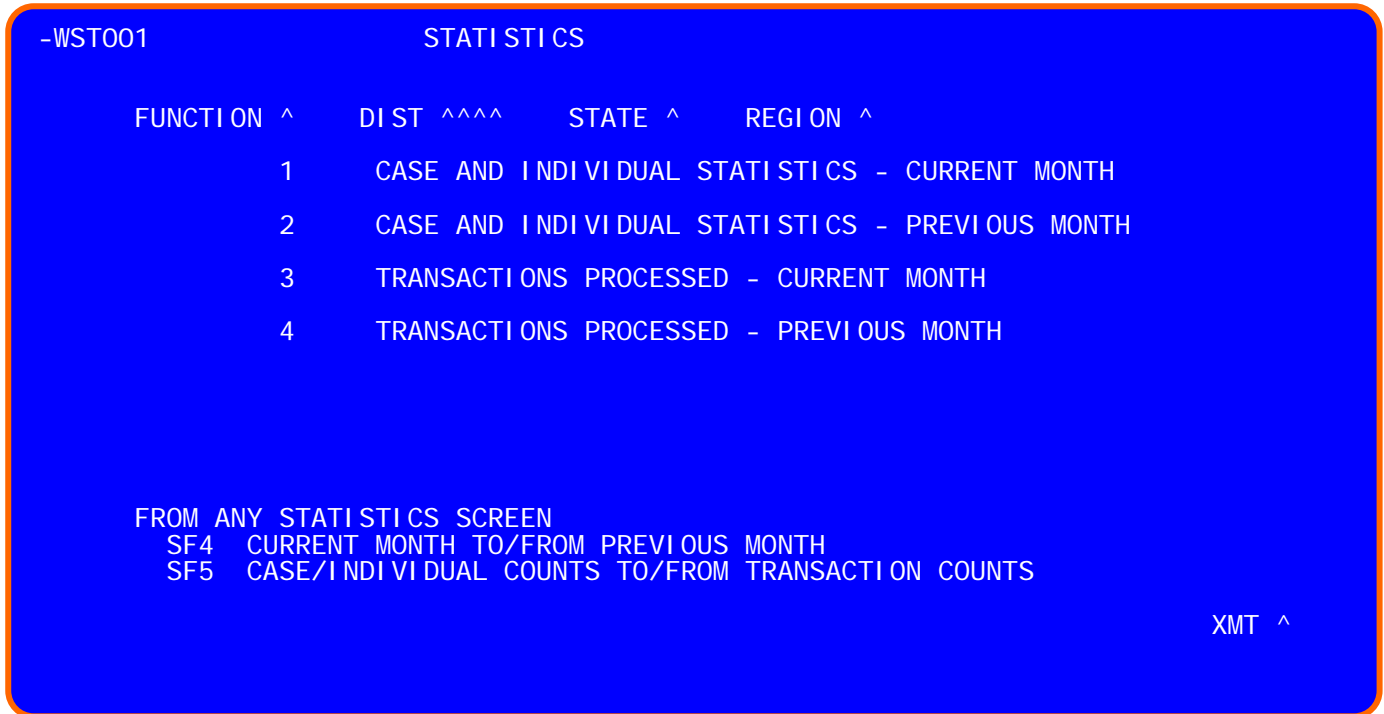 -WST001 STATISTICS
FUNCTION ^ DIST ^^^^ STATE ^ REGION ^
1 CASE AND INDIVIDUAL STATISTICS - CURRENT MONTH
2 CASE AND INDIVIDUAL STATISTICS - PREVIOUS MONTH
3 TRANSACTIONS PROCESSED - CURRENT MONTH
4 TRANSACTIONS PROCESSED - PREVIOUS MONTH
FROM ANY STATISTICS SCREEN
SF4 CURRENT MONTH TO/FROM PREVIOUS MONTH
SF5 CASE/INDIVIDUAL COUNTS TO/FROM TRANSACTION COUNTS
XMT ^